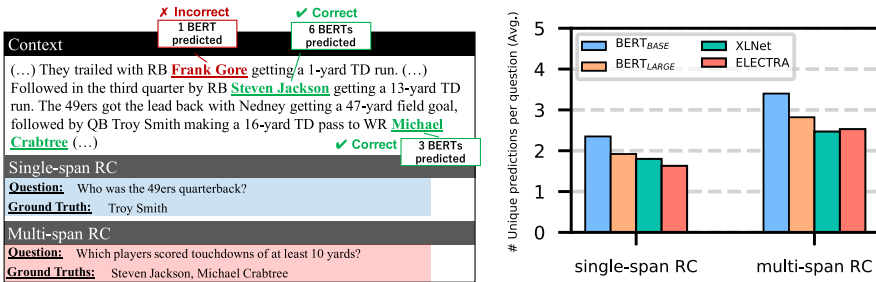 ✗ Incorrect
1 BERT
predicted
✔ Correct
6 BERTs
predicted
Context
(…) They trailed with RB Frank Gore getting a 1-yard TD run. (…)
Followed in the third quarter by RB Steven Jackson getting a 13-yard TD
run. The 49ers got the lead back with Nedney getting a 47-yard field goal,
followed by QB Troy Smith making a 16-yard TD pass to WR Michael
Crabtree (…)
✔ Correct
3 BERTs
predicted
Single-span RC
Question: Who was the 49ers quarterback?
Ground Truth: Troy Smith
Multi-span RC
Question: Which players scored touchdowns of at least 10 yards?
Ground Truths: Steven Jackson, Michael Crabtree
# Unique predictions per question (Avg.)
5
4
3
2
1
0
BERT_BASE
BERT_LARGE
XLNet
ELECTRA
single-span RC
multi-span RC